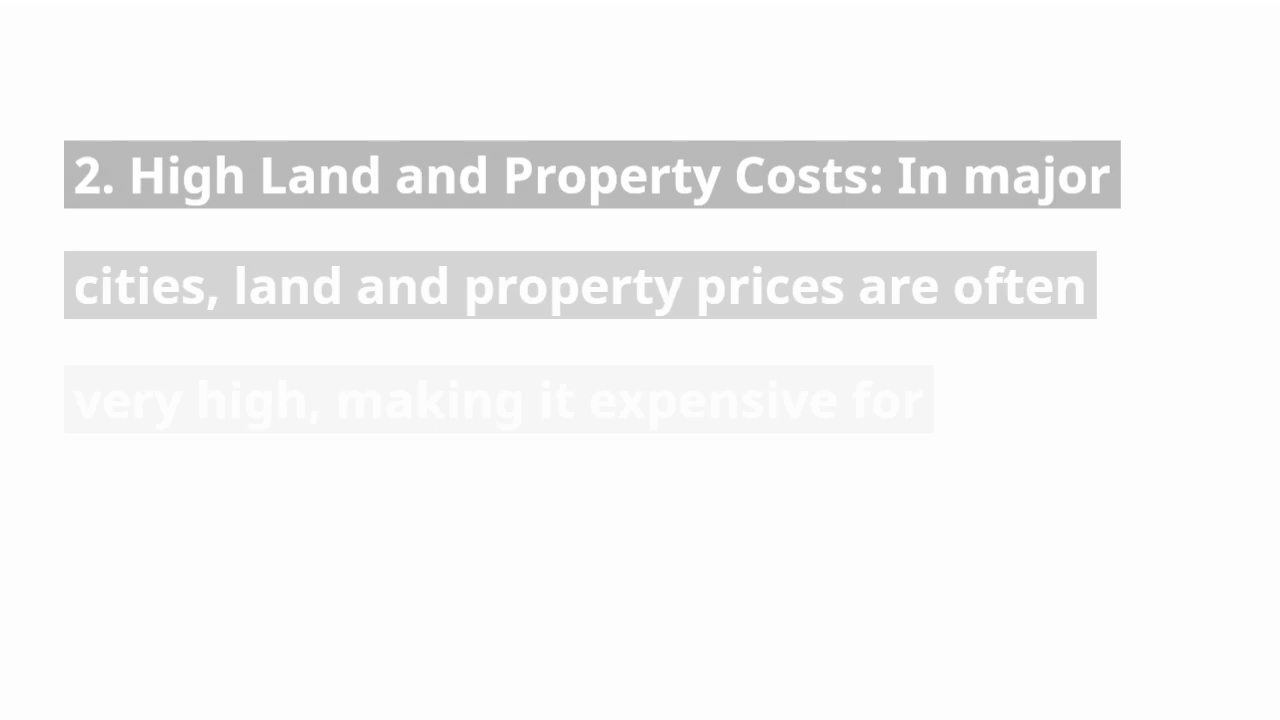 2. High Land and Property Costs: In major
cities, land and property prices are often
very high, making it expensive for